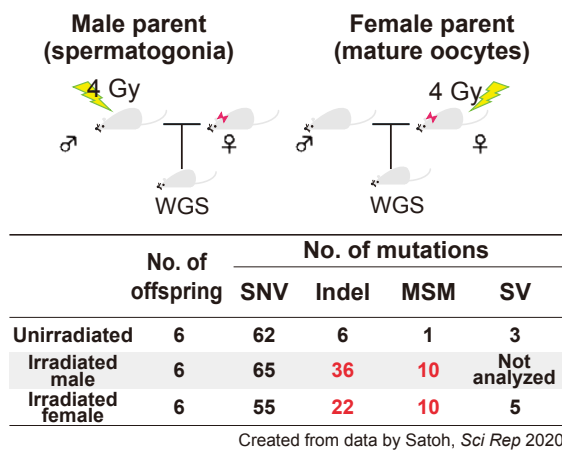 Male parent
(spermatogonia)
Female parent
(mature oocytes)
4 Gy
4 Gy
♂
♀
♂
♀
WGS
WGS
No. of offspring
No. of mutations
SNV Indel MSM SV
Unirradiated 6 62 6 1 3
Irradiated male 6 65 36 10 Not analyzed
Irradiated female 6 55 22 10 5
Created from data by Satoh, Sci Rep 2020